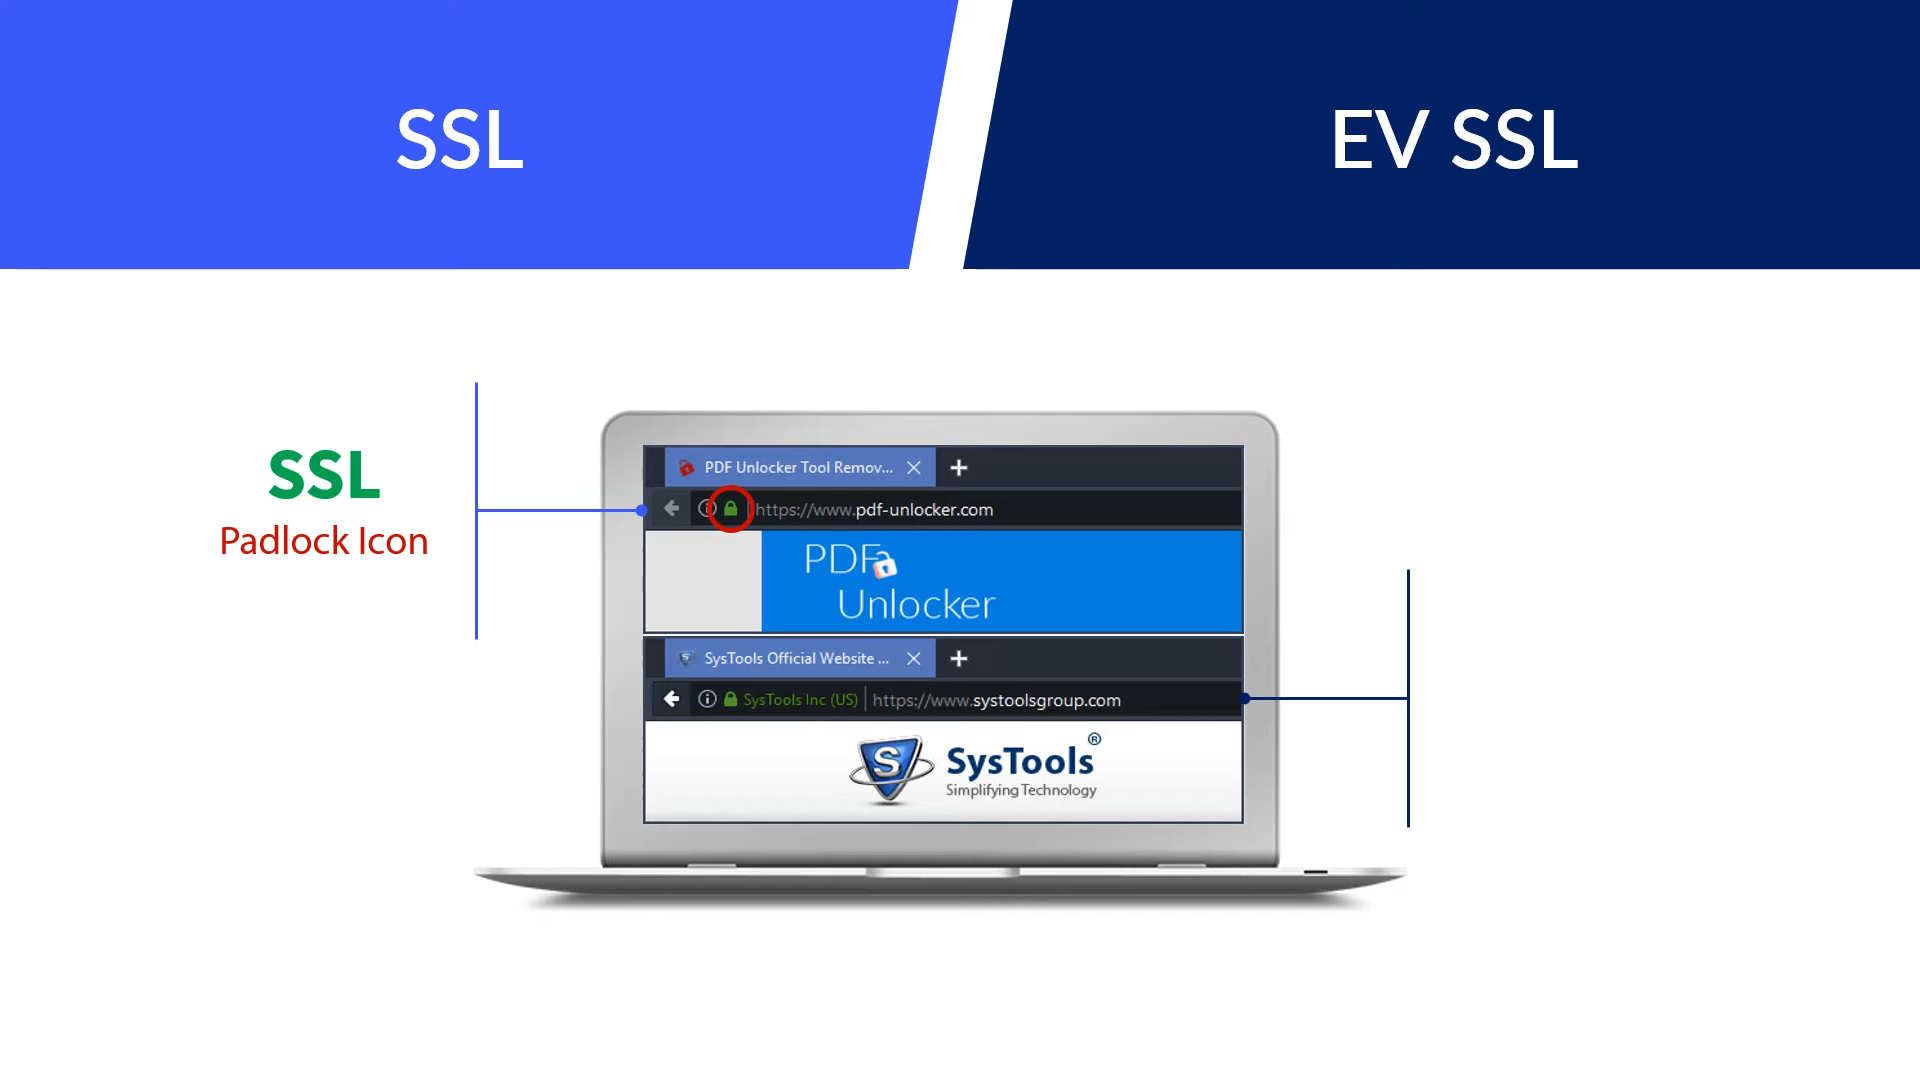 SSL
EV SSL
SSL
Padlock Icon
PDF Unlocker Tool Remov...
https://www.pdf-unlocker.com
PDF
Unlocker
SysTools Official Website ...
SysTools Inc (US)
https://www.systoolsgroup.com
S
SysTools®
Simplifying Technology